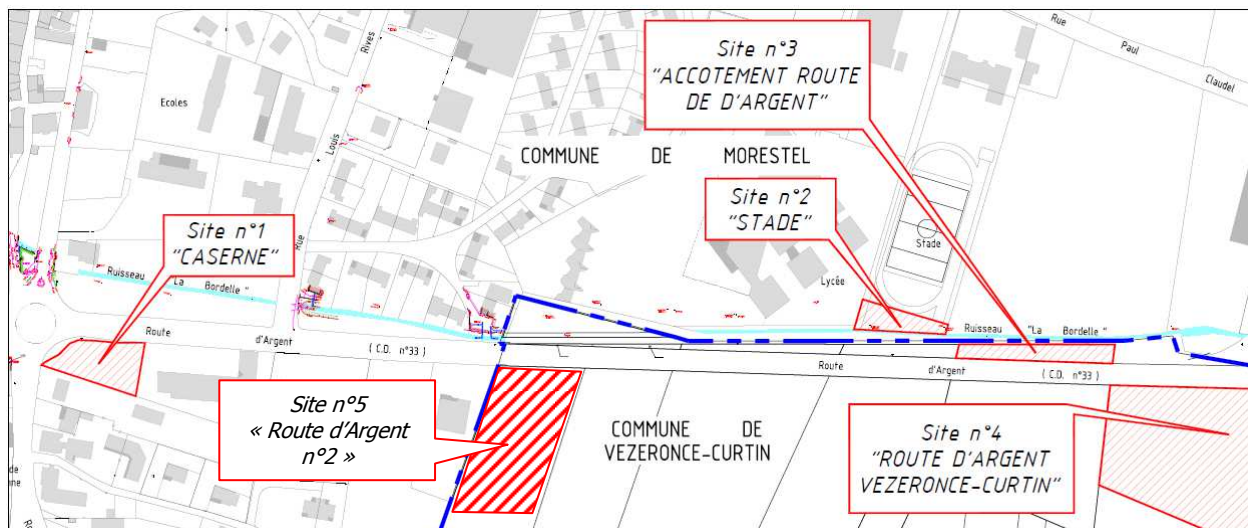 Rue
Paul
Claudel
Site n°3
"ACCOTEMENT ROUTE
DE D'ARGENT"
Rives
Louis
Rue
Ecoles
COMMUNE DE MORESTEL
Site n°2
"STADE"
Site n°1
"CASERNE"
Stade
Lycée
Ruisseau "La Bordelle"
Ruisseau "La Bordelle"
Route d'Argent (C.D. n°33)
Route d'Argent (C.D. n°33)
Site n°5
« Route d'Argent
n°2 »
COMMUNE DE
VEZERONCE-CURTIN
Site n°4
"ROUTE D'ARGENT
VEZERONCE-CURTIN"